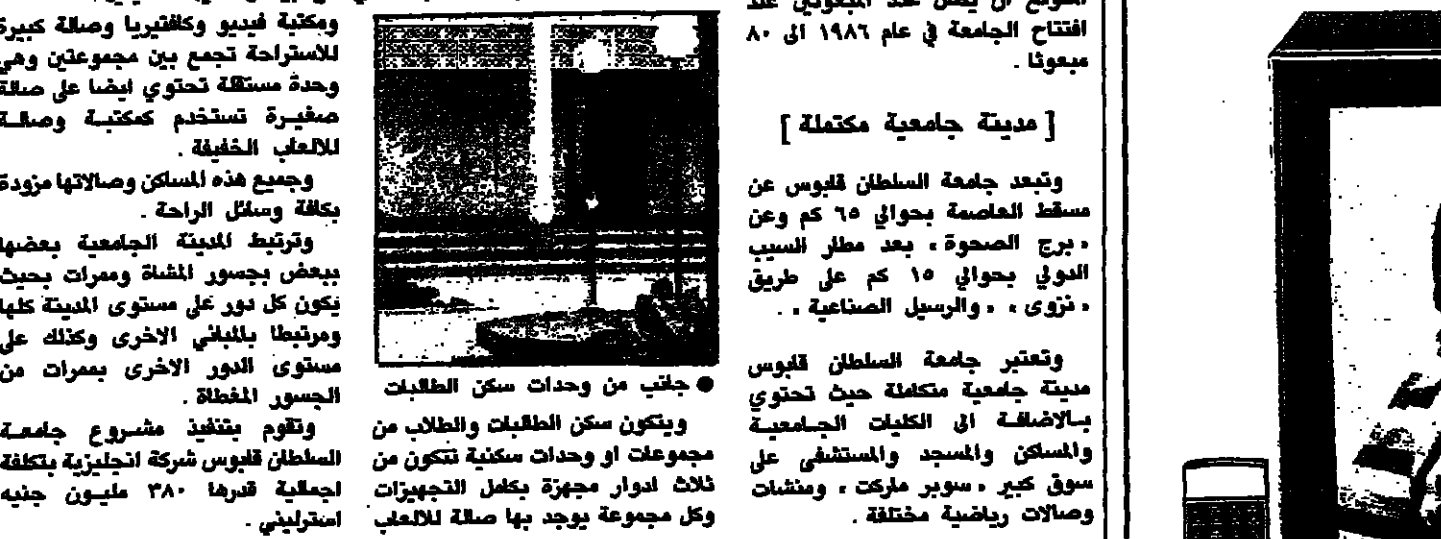 افتتاح الجامعة في عام ١٩٨٦ الى ٨٠
مبعوثا .
[ مدينة جامعية مكتملة ]
وتبعد جامعة السلطان قابوس عن
مسقط العاصمة بحوالي ٦٥ كم وعن
« برج الصحوة » بعد مطار السيب
الدولي بحوالي ١٥ كم على طريق
« نزوى » ، « والرسيل الصناعية » .
وتعتبر جامعة السلطان قابوس
مدينة جامعية متكاملة حيث تحتوي
بالاضافة الى الكليات الجامعية
والمساكن والمسجد والمستشفى على
سوق كبير « سوبر ماركت » ومنشات
وصالات رياضية مختلفة .
● جانب من وحدات سكن الطالبات
ويتكون سكن الطالبات والطلاب من
مجموعات او وحدات سكنية تتكون من
ثلاث ادوار مجهزة بكامل التجهيزات
وكل مجموعة يوجد بها صالة للالعاب
ومكتبة فيديو وكافتيريا وصالة كبيرة
للاستراحة تجمع بين مجموعتين وهي
وحدة مستقلة تحتوي ايضا على صالة
صغيرة تستخدم كمكتبة وصالة
للالعاب الخفيفة .
وجميع هذه المساكن وصالاتها مزودة
بكافة وسائل الراحة .
وترتبط المدينة الجامعية بعضها
ببعض بجسور المشاة وممرات بحيث
يكون كل دور على مستوى المدينة كلها
ومرتبطا بالمباني الاخرى وكذلك على
مستوى الدور الاخرى بممرات من
الجسور المغطاة .
وتقوم بتنفيذ مشروع جامعة
السلطان قابوس شركة انجليزية بتكلفة
اجمالية قدرها ٣٨٠ مليون جنيه
استرليني .